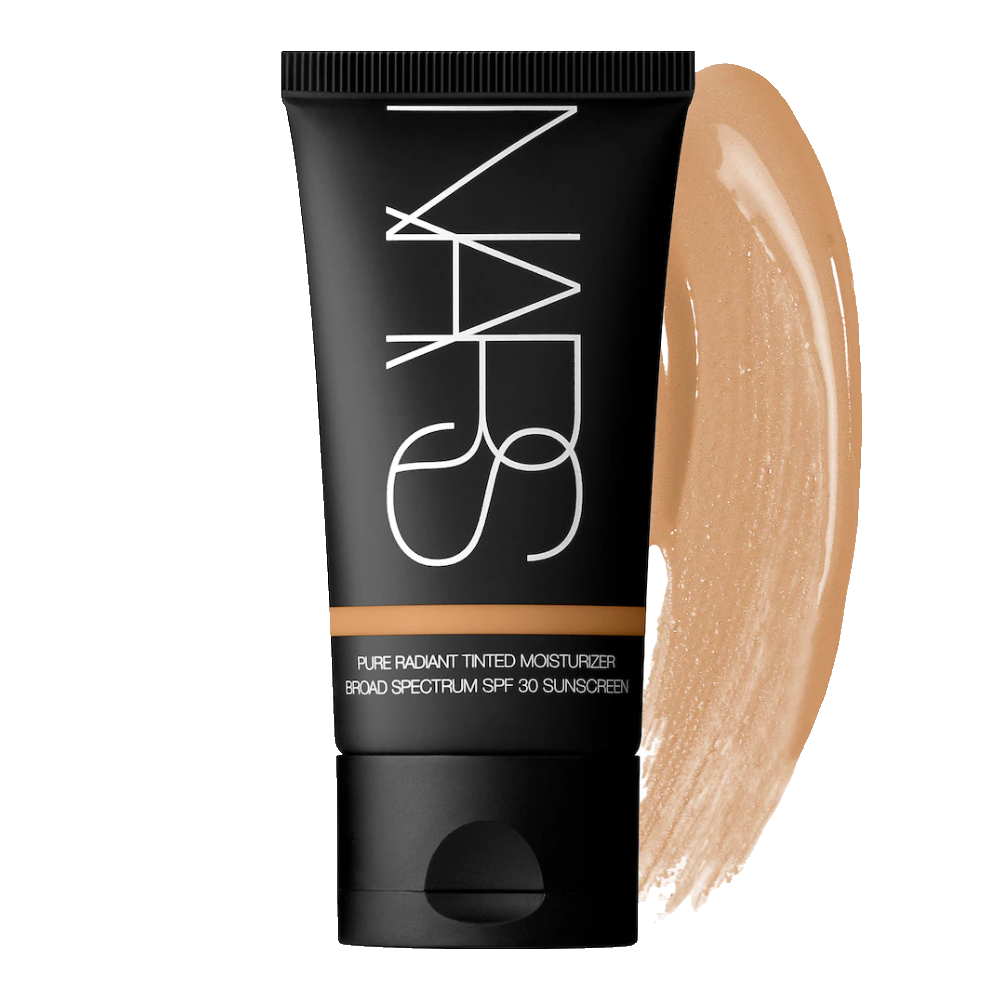 NARS
PURE RADIANT TINTED MOISTURIZER
BROAD SPECTRUM SPF 30 SUNSCREEN